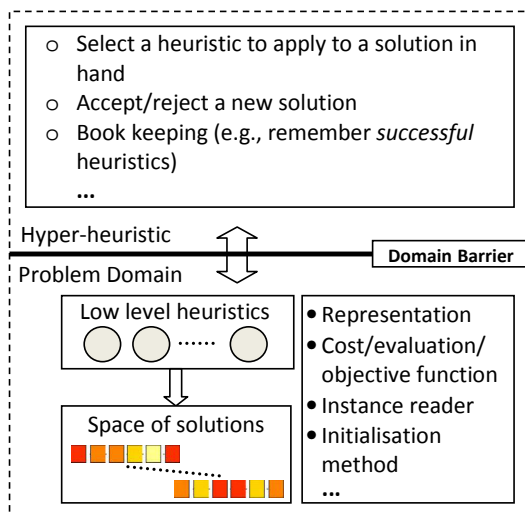 o Select a heuristic to apply to a solution in
hand
o Accept/reject a new solution
o Book keeping (e.g., remember successful
heuristics)
...
Hyper-heuristic
Domain Barrier
Problem Domain
Low level heuristics
......
Space of solutions
• Representation
• Cost/evaluation/
objective function
• Instance reader
• Initialisation
method
...